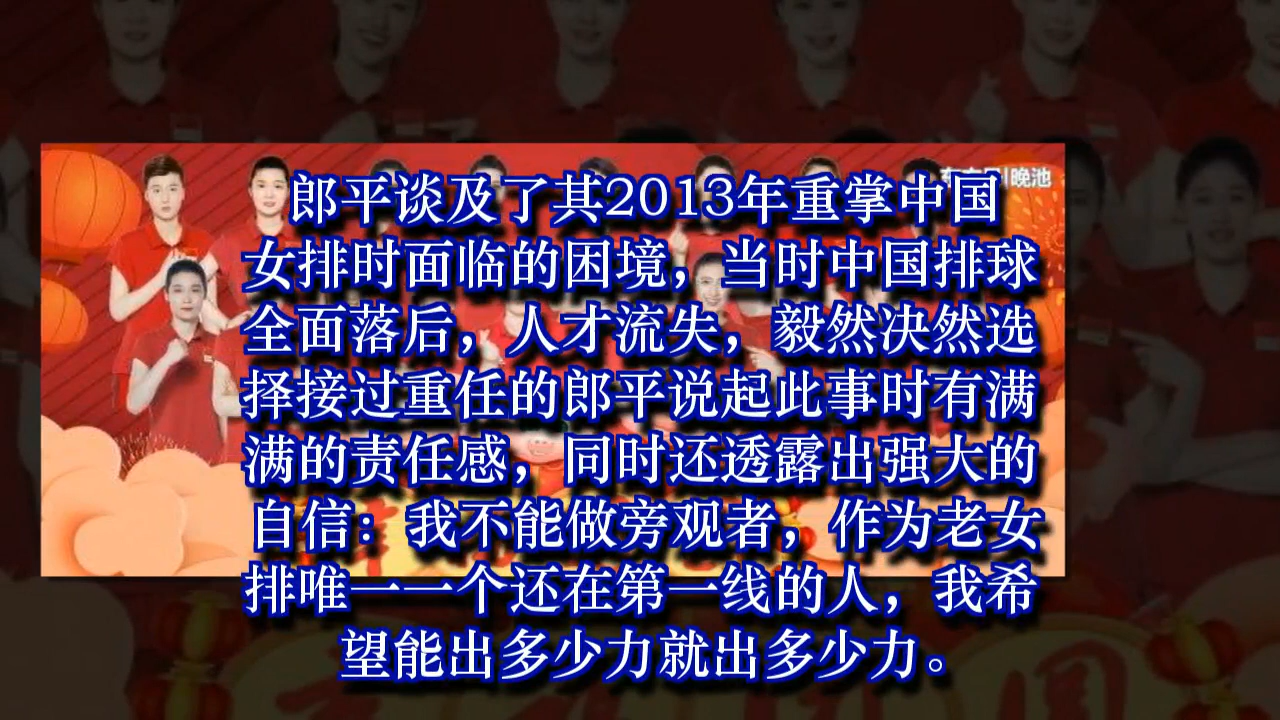 郎平谈及了其2013年重掌中国
女排时面临的困境，当时中国排球
全面落后，人才流失，毅然决然选
择接过重任的郎平说起此事时有满
满的责任感，同时还透露出强大的
自信：我不能做旁观者，作为老女
排唯一一个还在第一线的人，我希
望能出多少力就出多少力。
晚池